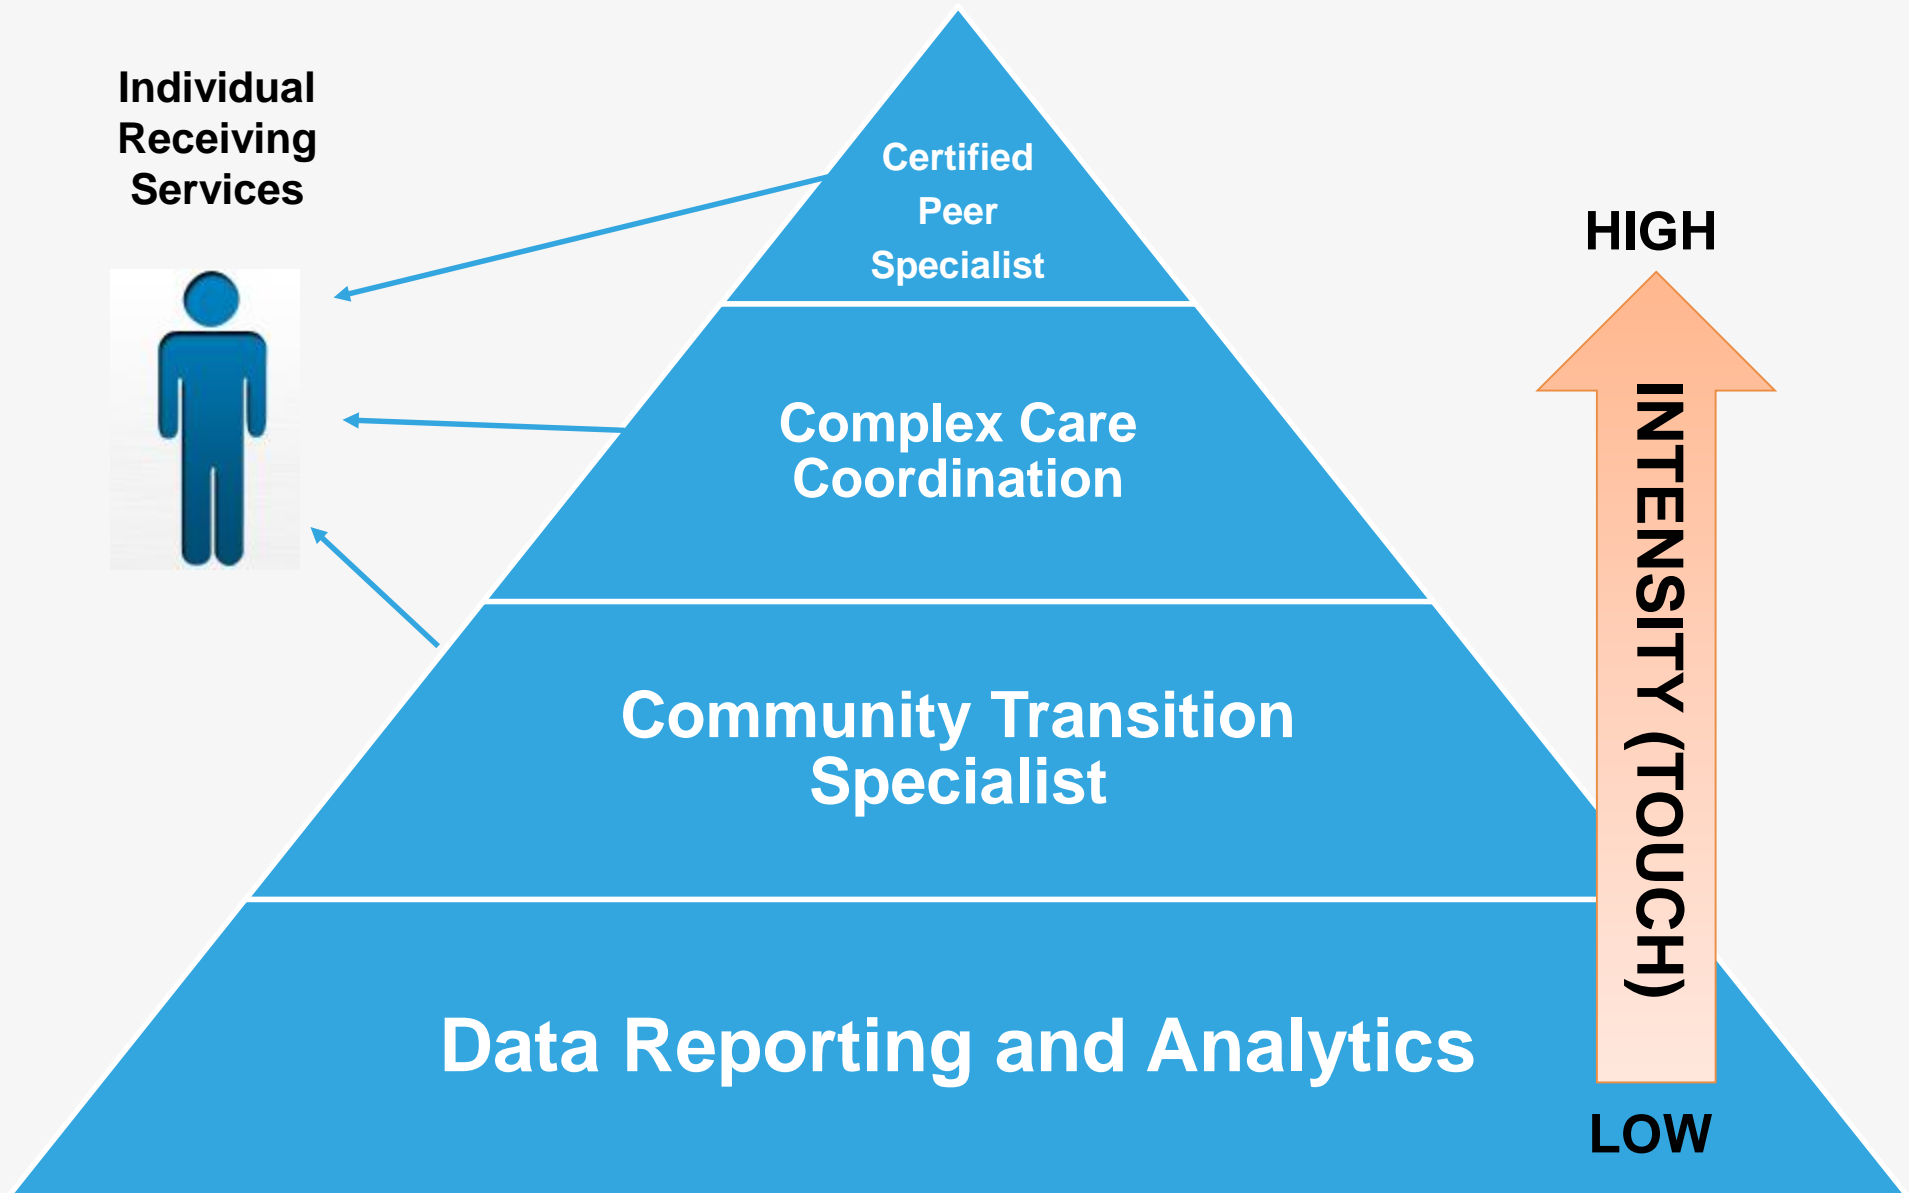 Individual
Receiving
Services
Certified
Peer
Specialist
Complex Care
Coordination
Community Transition
Specialist
Data Reporting and Analytics
HIGH
INTENSITY (TOUCH)
LOW